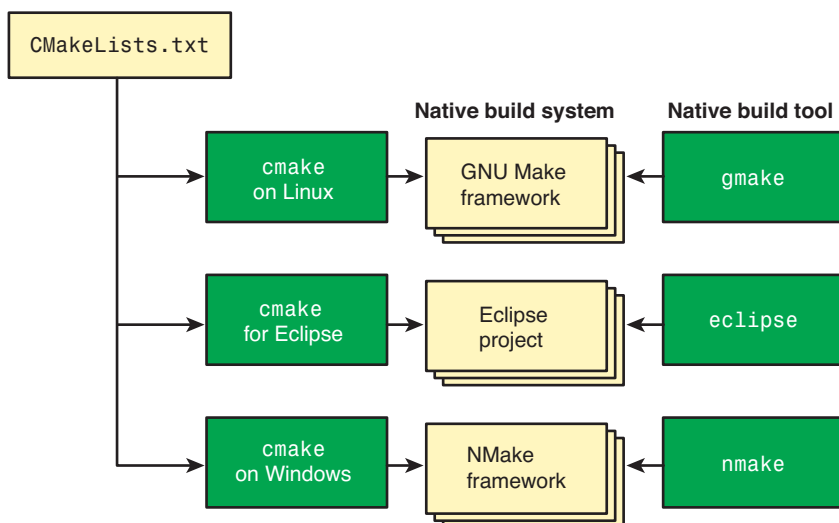 CMakeLists.txt
Native build system
Native build tool
cmake
on Linux
GNU Make
framework
gmake
cmake
for Eclipse
Eclipse
project
eclipse
cmake
on Windows
NMake
framework
nmake